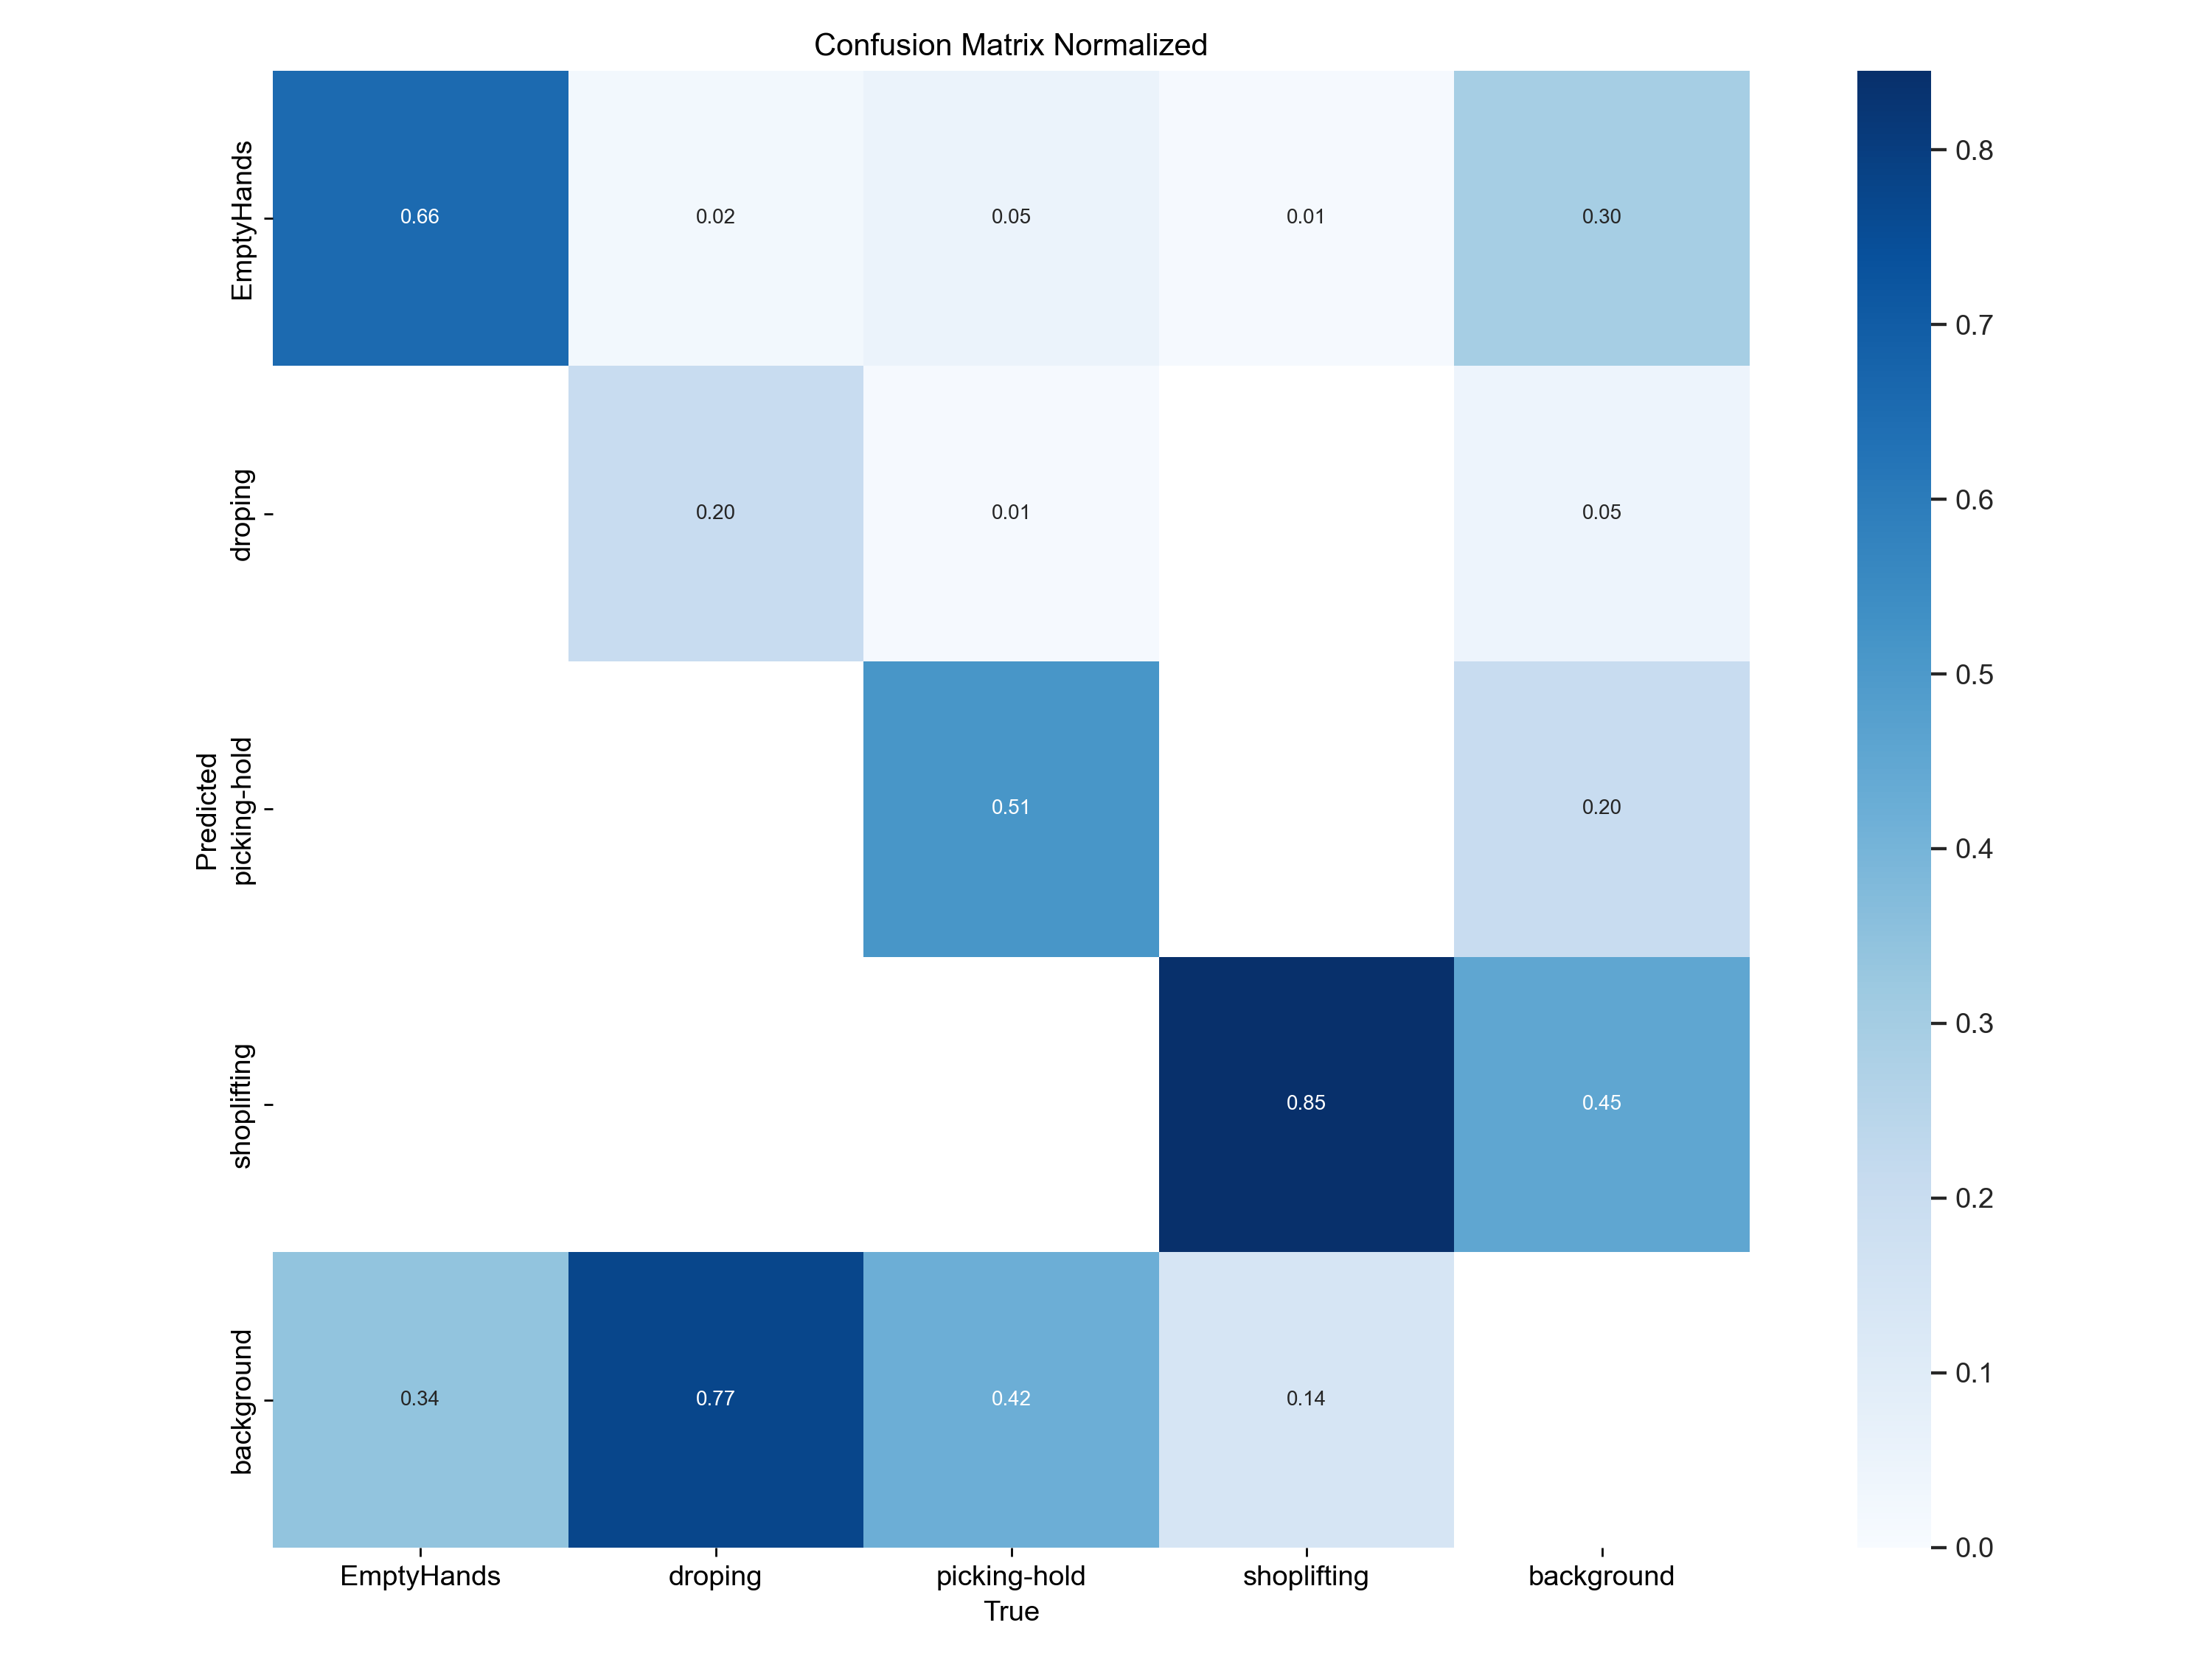 Confusion Matrix Normalized
EmptyHands
0.66
0.02
0.05
0.01
0.30
droping
0.20
0.01
0.05
Predicted
picking-hold
0.51
0.20
shoplifting
0.85
0.45
background
0.34
0.77
0.42
0.14
EmptyHands
droping
picking-hold
shoplifting
background
True
0.8
0.7
0.6
0.5
0.4
0.3
0.2
0.1
0.0